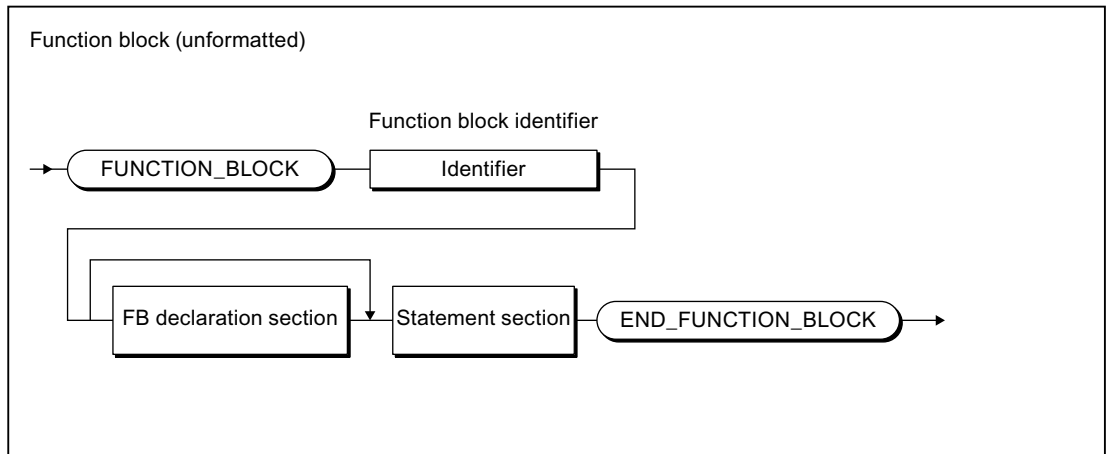 Function block (unformatted)
Function block identifier
FUNCTION_BLOCK
Identifier
FB declaration section
Statement section
END_FUNCTION_BLOCK